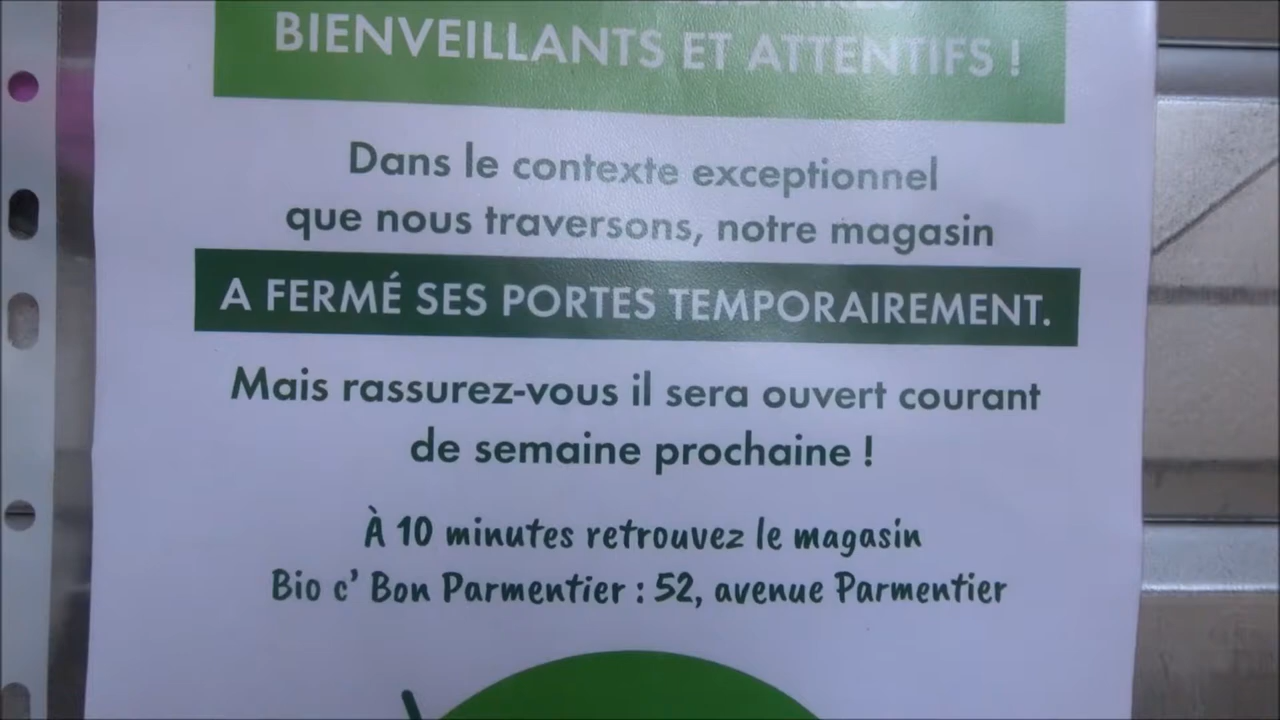 BIENVEILLANTS ET ATTENTIFS !
Dans le contexte exceptionnel
que nous traversons, notre magasin
A FERMÉ SES PORTES TEMPORAIREMENT.
Mais rassurez-vous il sera ouvert courant
de semaine prochaine !
À 10 minutes retrouvez le magasin
Bio c' Bon Parmentier : 52, avenue Parmentier